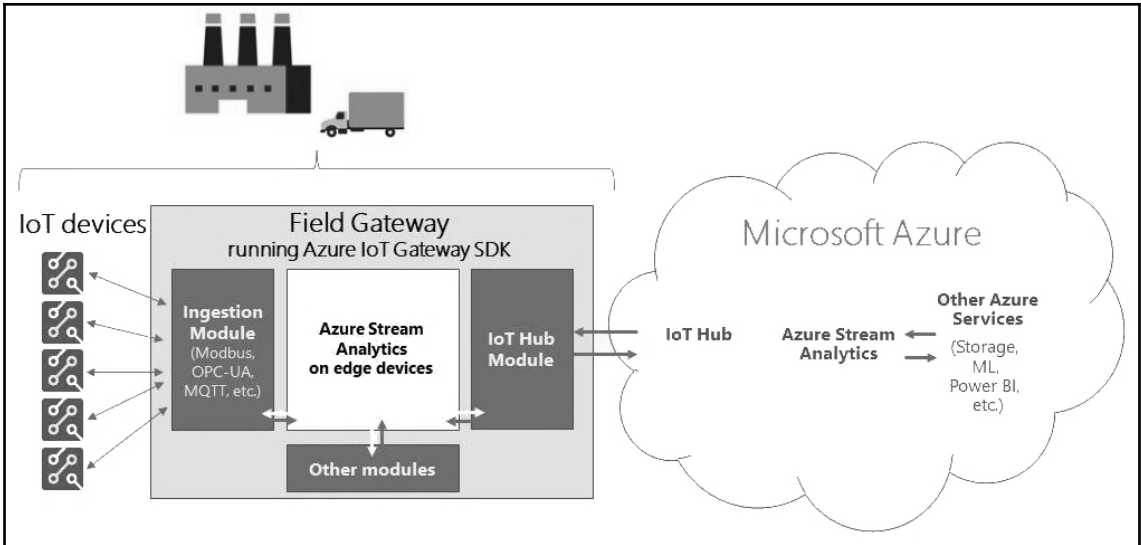 IoT devices
Field Gateway
running Azure IoT Gateway SDK
Ingestion
Module
(Modbus,
OPC-UA,
MQTT, etc.)
Azure Stream
Analytics
on edge devices
IoT Hub
Module
Other modules
Microsoft Azure
IoT Hub
Azure Stream
Analytics
Other Azure
Services
(Storage,
ML,
Power BI,
etc.)